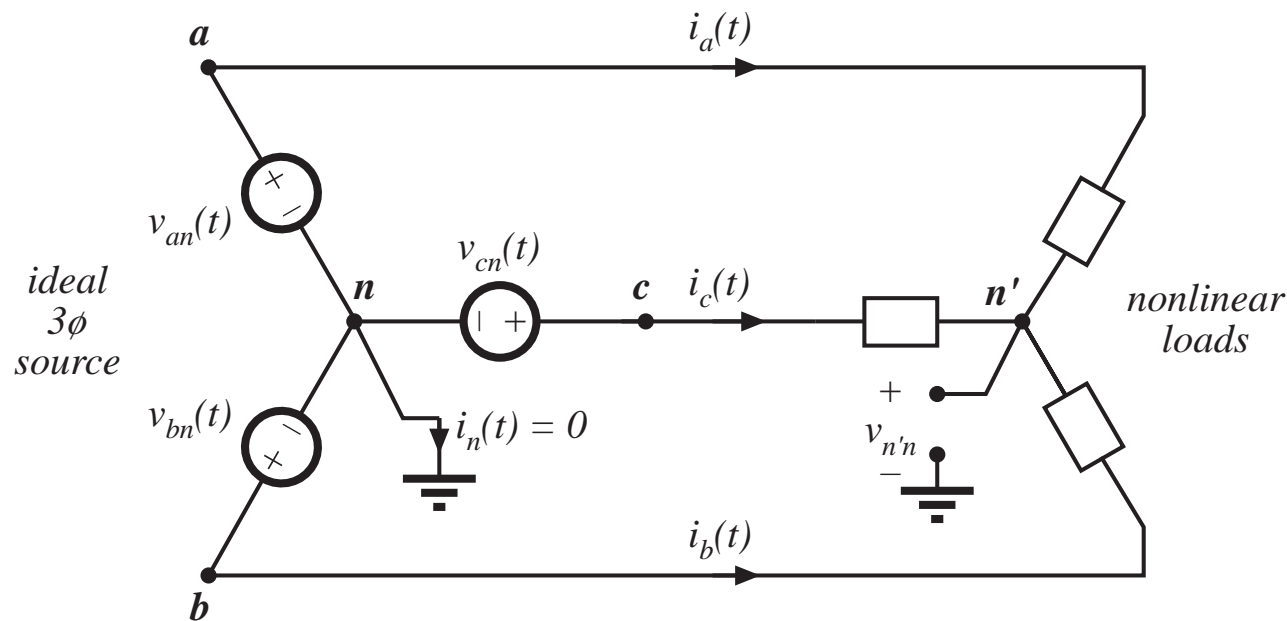 a
i_a(t)
+
−
v_an(t)
v_cn(t)
ideal
3ϕ
source
n
− +
c
i_c(t)
n'
nonlinear
loads
v_bn(t)
−
+
i_n(t) = 0
+
v_n'n
−
i_b(t)
b